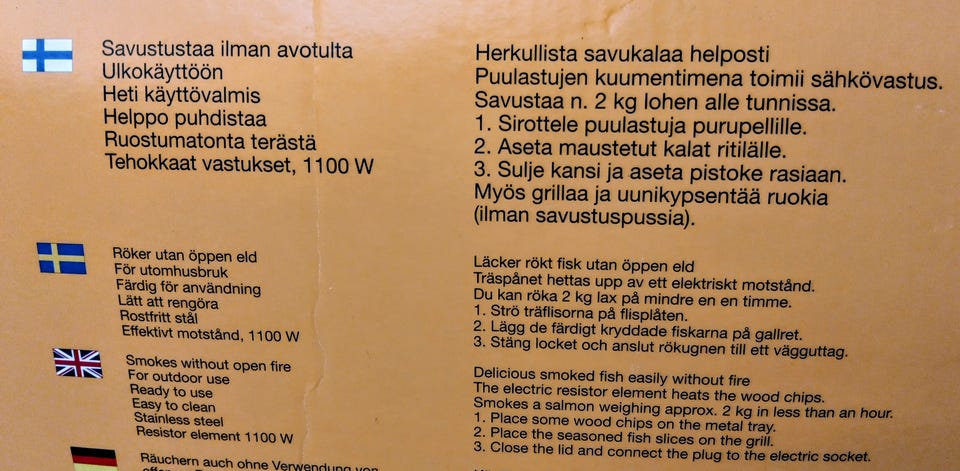 Savustustaa ilman avotulta
Ulkokäyttöön
Heti käyttövalmis
Helppo puhdistaa
Ruostumatonta terästä
Tehokkaat vastukset, 1100 W
Herkullista savukalaa helposti
Puulastujen kuumentimena toimii sähkövastus.
Savustaa n. 2 kg lohen alle tunnissa.
1. Sirottele puulastuja purupellille.
2. Aseta maustetut kalat ritilälle.
3. Sulje kansi ja aseta pistoke rasiaan.
Myös grillaa ja uunikypsentää ruokia
(ilman savustuspussia).
Röker utan öppen eld
För utomhusbruk
Färdig för användning
Lätt att rengöra
Rostfritt stål
Effektivt motstånd, 1100 W
Läcker rökt fisk utan öppen eld
Träspånet hettas upp av ett elektriskt motstånd.
Du kan röka 2 kg lax på mindre en en timme.
1. Strö träflisorna på flisplåten.
2. Lägg de färdigt kryddade fiskarna på gallret.
3. Stäng locket och anslut rökugnen till ett vägguttag.
Smokes without open fire
For outdoor use
Ready to use
Easy to clean
Stainless steel
Resistor element 1100 W
Delicious smoked fish easily without fire
The electric resistor element heats the wood chips.
Smokes a salmon weighing approx. 2 kg in less than an hour.
1. Place some wood chips on the metal tray.
2. Place the seasoned fish slices on the grill.
3. Close the lid and connect the plug to the electric socket.
Räuchern auch ohne Verwendung von